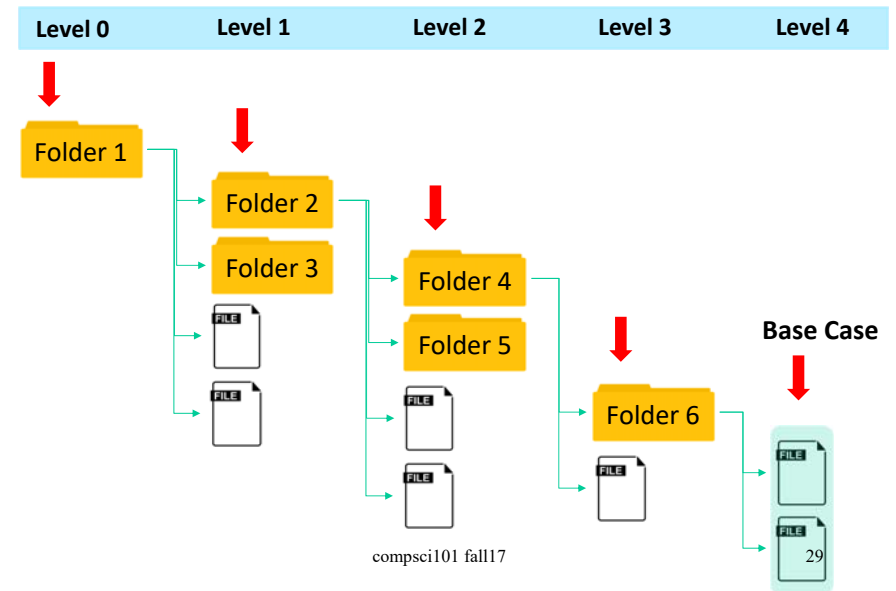 Level 0 Level 1 Level 2 Level 3 Level 4
Folder 1
Folder 2
Folder 3
FILE
FILE
Folder 4
Folder 5
FILE
FILE
Folder 6
FILE
Base Case
FILE
FILE
compsci101 fall17
29